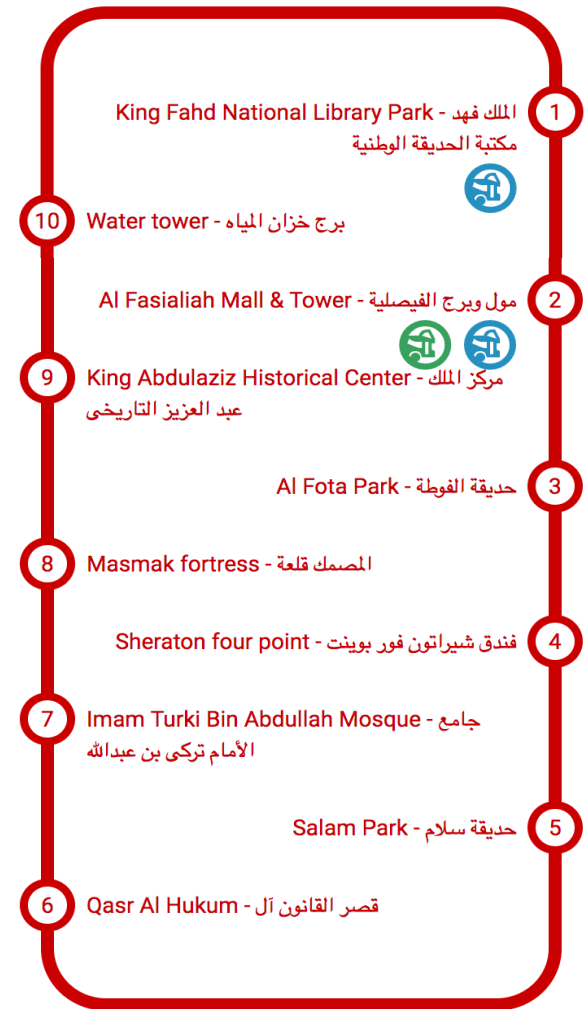 King Fahd National Library Park - الملك فهد
مكتبة الحديقة الوطنية
1
10
Water tower - برج خزان المياه
Al Fasialiah Mall & Tower - مول وبرج الفيصلية
2
9
King Abdulaziz Historical Center - مركز الملك
عبد العزيز التاريخى
Al Fota Park - حديقة الفوطة
3
8
Masmak fortress - المصمك قلعة
Sheraton four point - فندق شيراتون فور بوينت
4
7
Imam Turki Bin Abdullah Mosque - جامع
الأمام تركى بن عبدالله
Salam Park - حديقة سلام
5
6
Qasr Al Hukum - قصر القانون آل